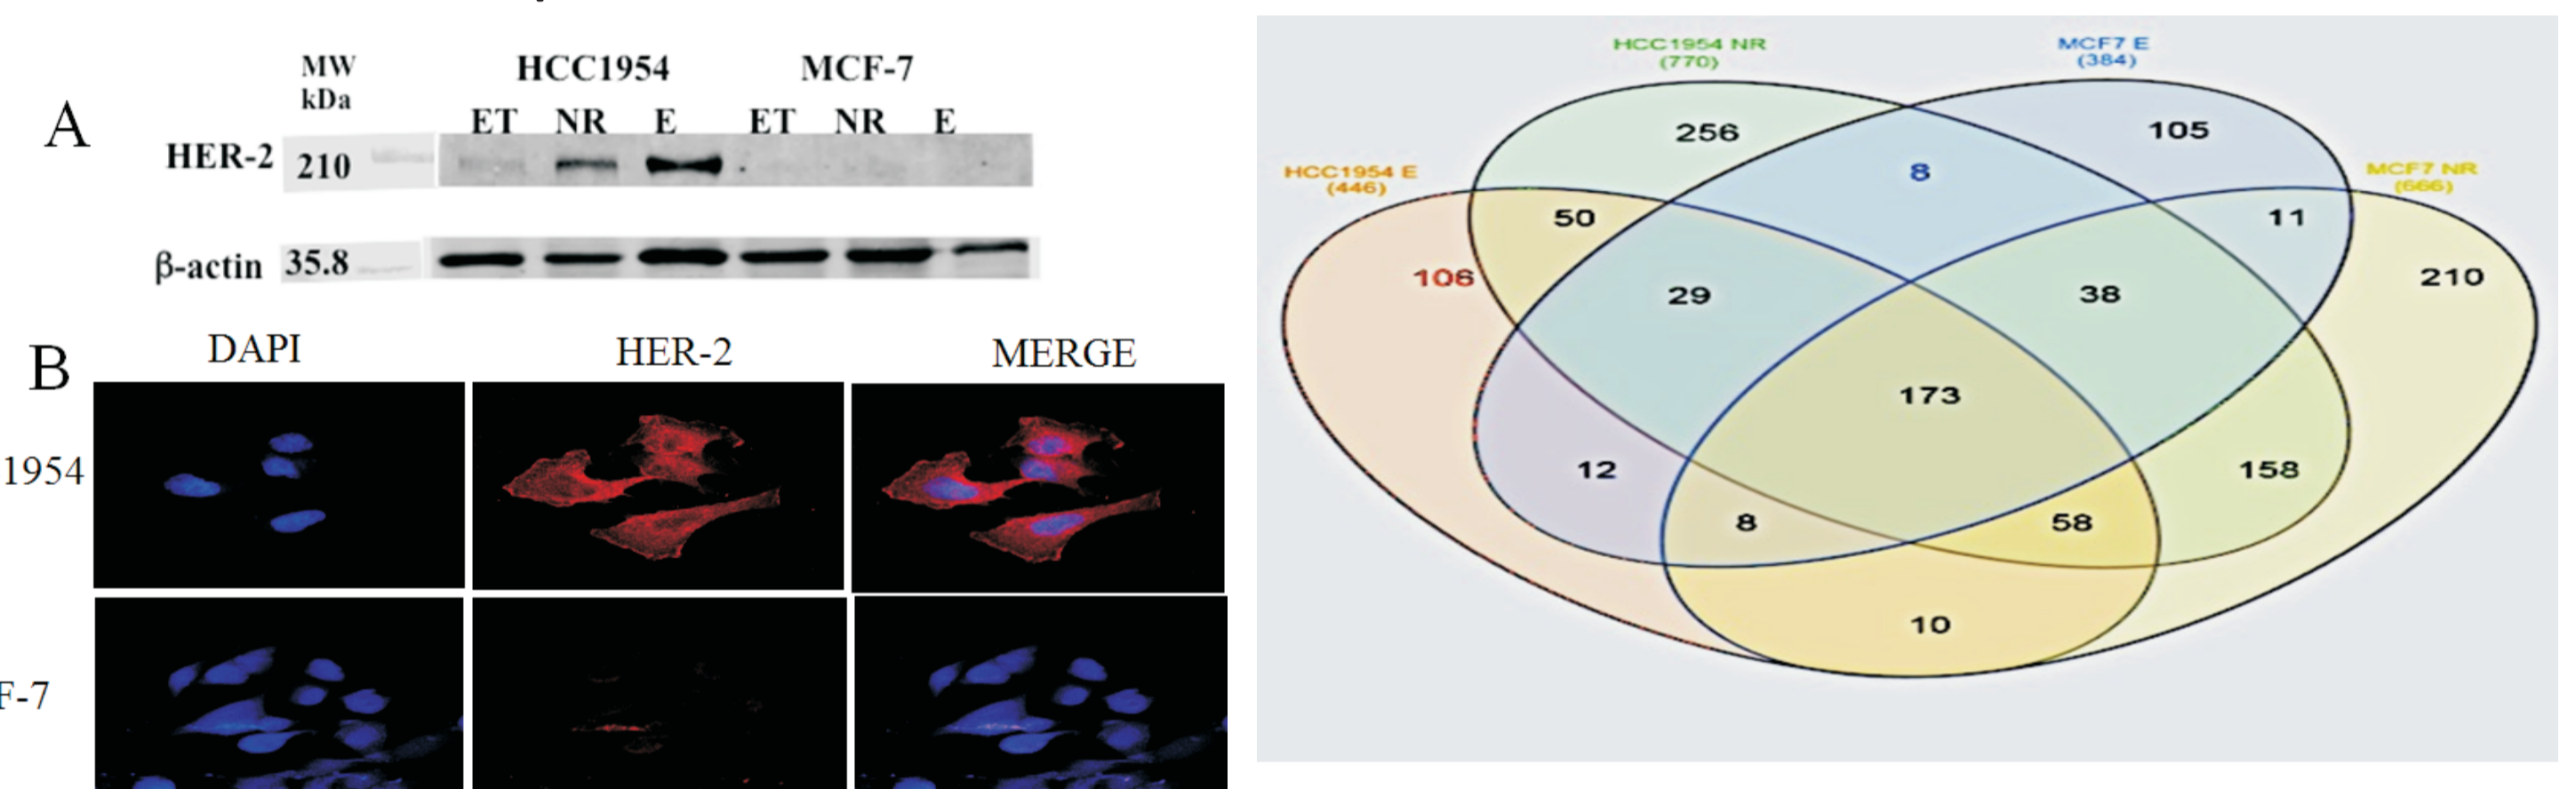 A
MW
kDa
HCC1954 MCF-7
ET NR E ET NR E
HER-2 210
β-actin 35.8
B
DAPI HER-2 MERGE
1954
F-7
HCC1954 NR
(770)
MCF7 E
(384)
HCC1954 E
(446)
MCF7 NR
(666)
256
105
8
50
11
106
210
29
38
173
12
158
8
58
10